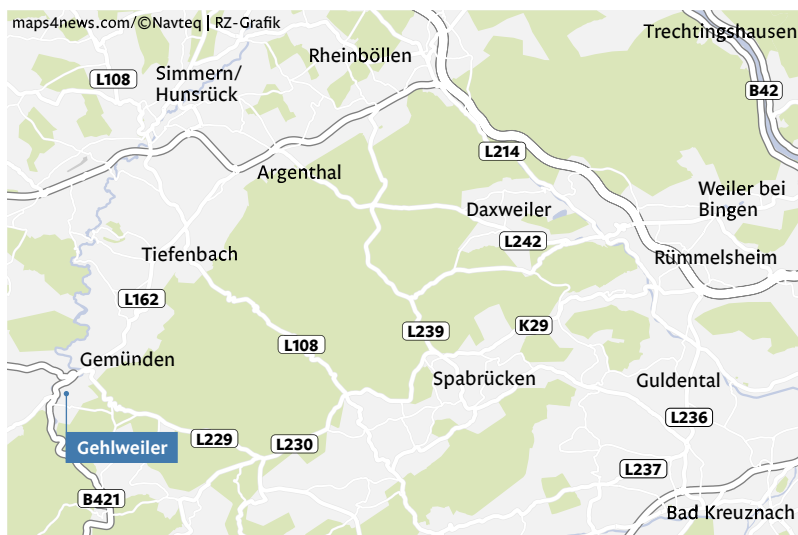 maps4news.com/©Navteq | RZ-Grafik
Trechtingshausen
Rheinböllen
L108
Simmern/
Hunsrück
B42
L214
Argenthal
Weiler bei
Bingen
Daxweiler
L242
Tiefenbach
Rümmelsheim
L162
K29
L239
L108
Gemünden
Spabrücken
Guldental
L236
L229
L230
Gehlweiler
L237
B421
Bad Kreuznach